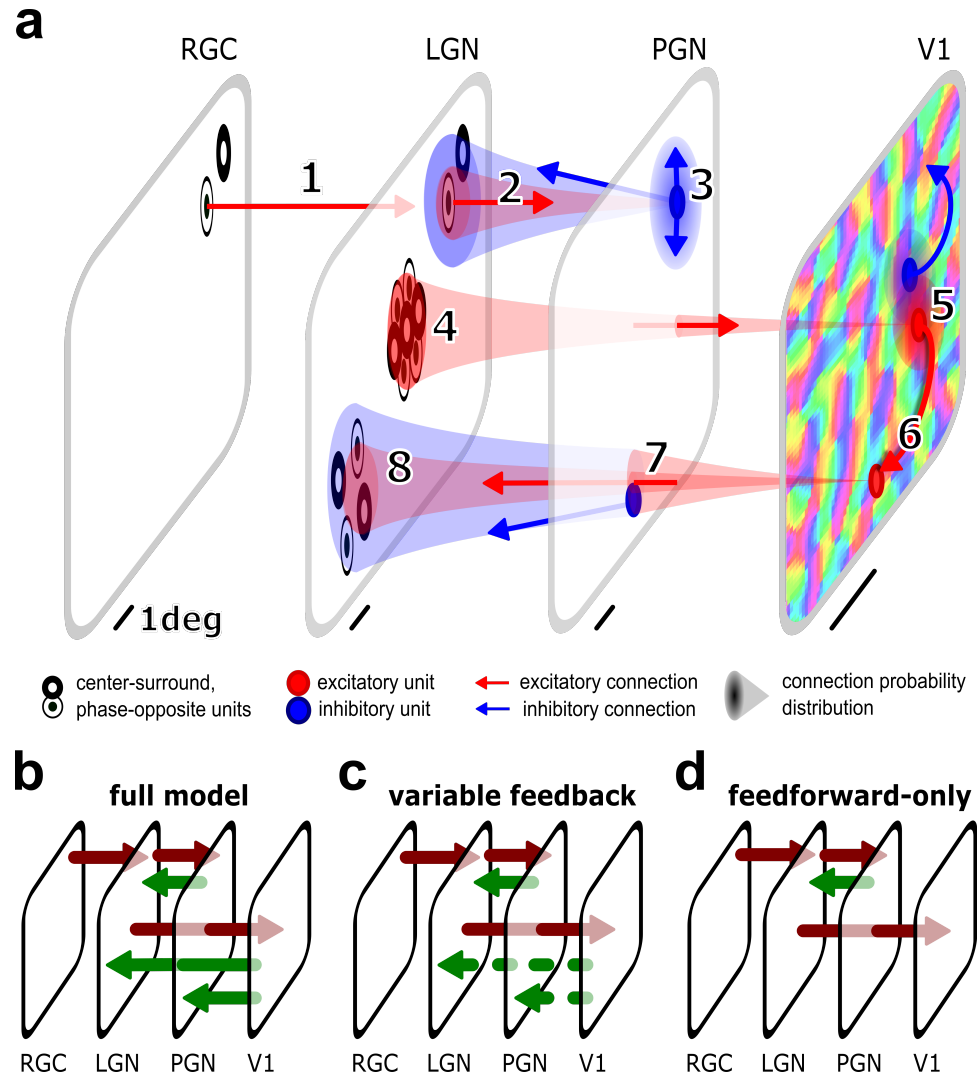 a
RGC LGN PGN V1
1 2 3
4 5
6
7
8
1deg
center-surround,
phase-opposite units
excitatory unit
inhibitory unit
excitatory connection
inhibitory connection
connection probability
distribution
b full model
RGC LGN PGN V1
c variable feedback
RGC LGN PGN V1
d feedforward-only
RGC LGN PGN V1